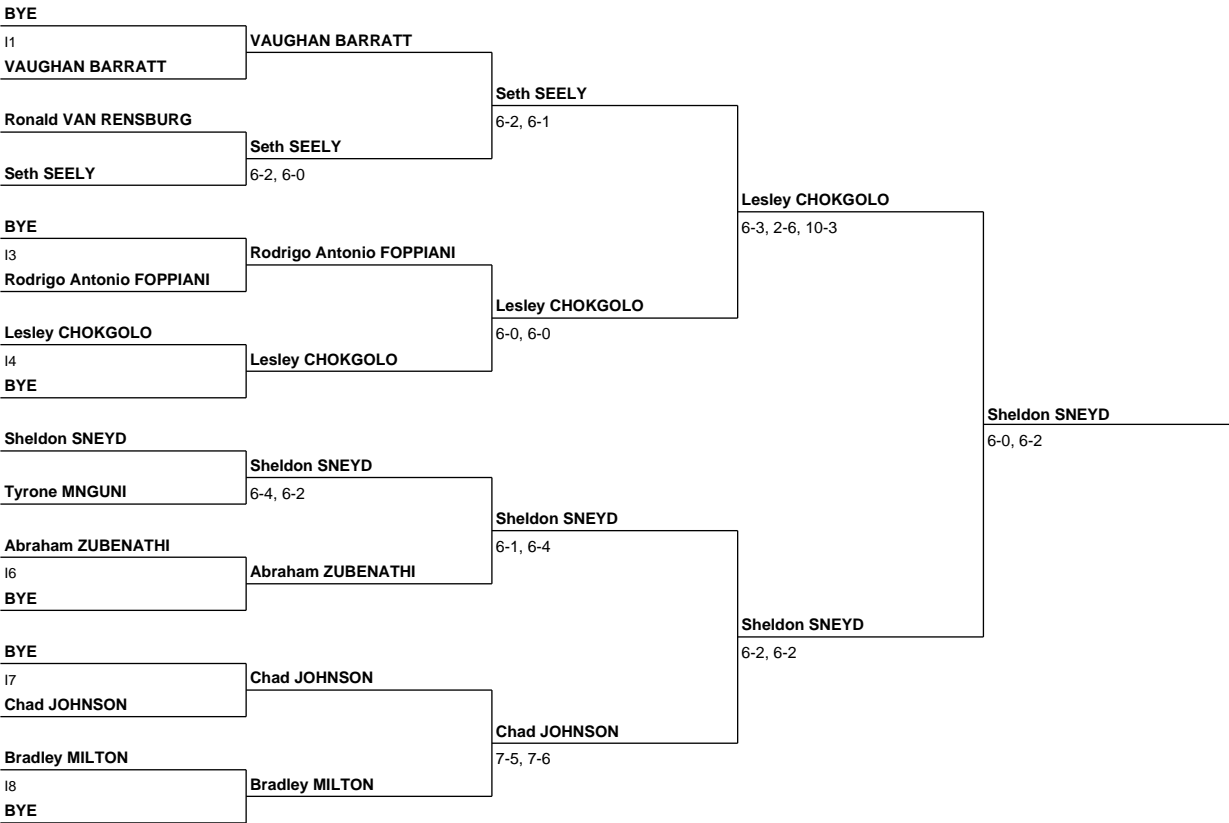 BYE
I1
VAUGHAN BARRATT
VAUGHAN BARRATT
Seth SEELY
6-2, 6-1
Ronald VAN RENSBURG
Seth SEELY
Seth SEELY
6-2, 6-0
Lesley CHOKGOLO
6-3, 2-6, 10-3
BYE
I3
Rodrigo Antonio FOPPIANI
Rodrigo Antonio FOPPIANI
Lesley CHOKGOLO
6-0, 6-0
Lesley CHOKGOLO
I4
BYE
Lesley CHOKGOLO
Sheldon SNEYD
6-0, 6-2
Sheldon SNEYD
Tyrone MNGUNI
Sheldon SNEYD
6-4, 6-2
Sheldon SNEYD
6-1, 6-4
Abraham ZUBENATHI
I6
BYE
Abraham ZUBENATHI
Sheldon SNEYD
6-2, 6-2
BYE
I7
Chad JOHNSON
Chad JOHNSON
Chad JOHNSON
7-5, 7-6
Bradley MILTON
I8
BYE
Bradley MILTON